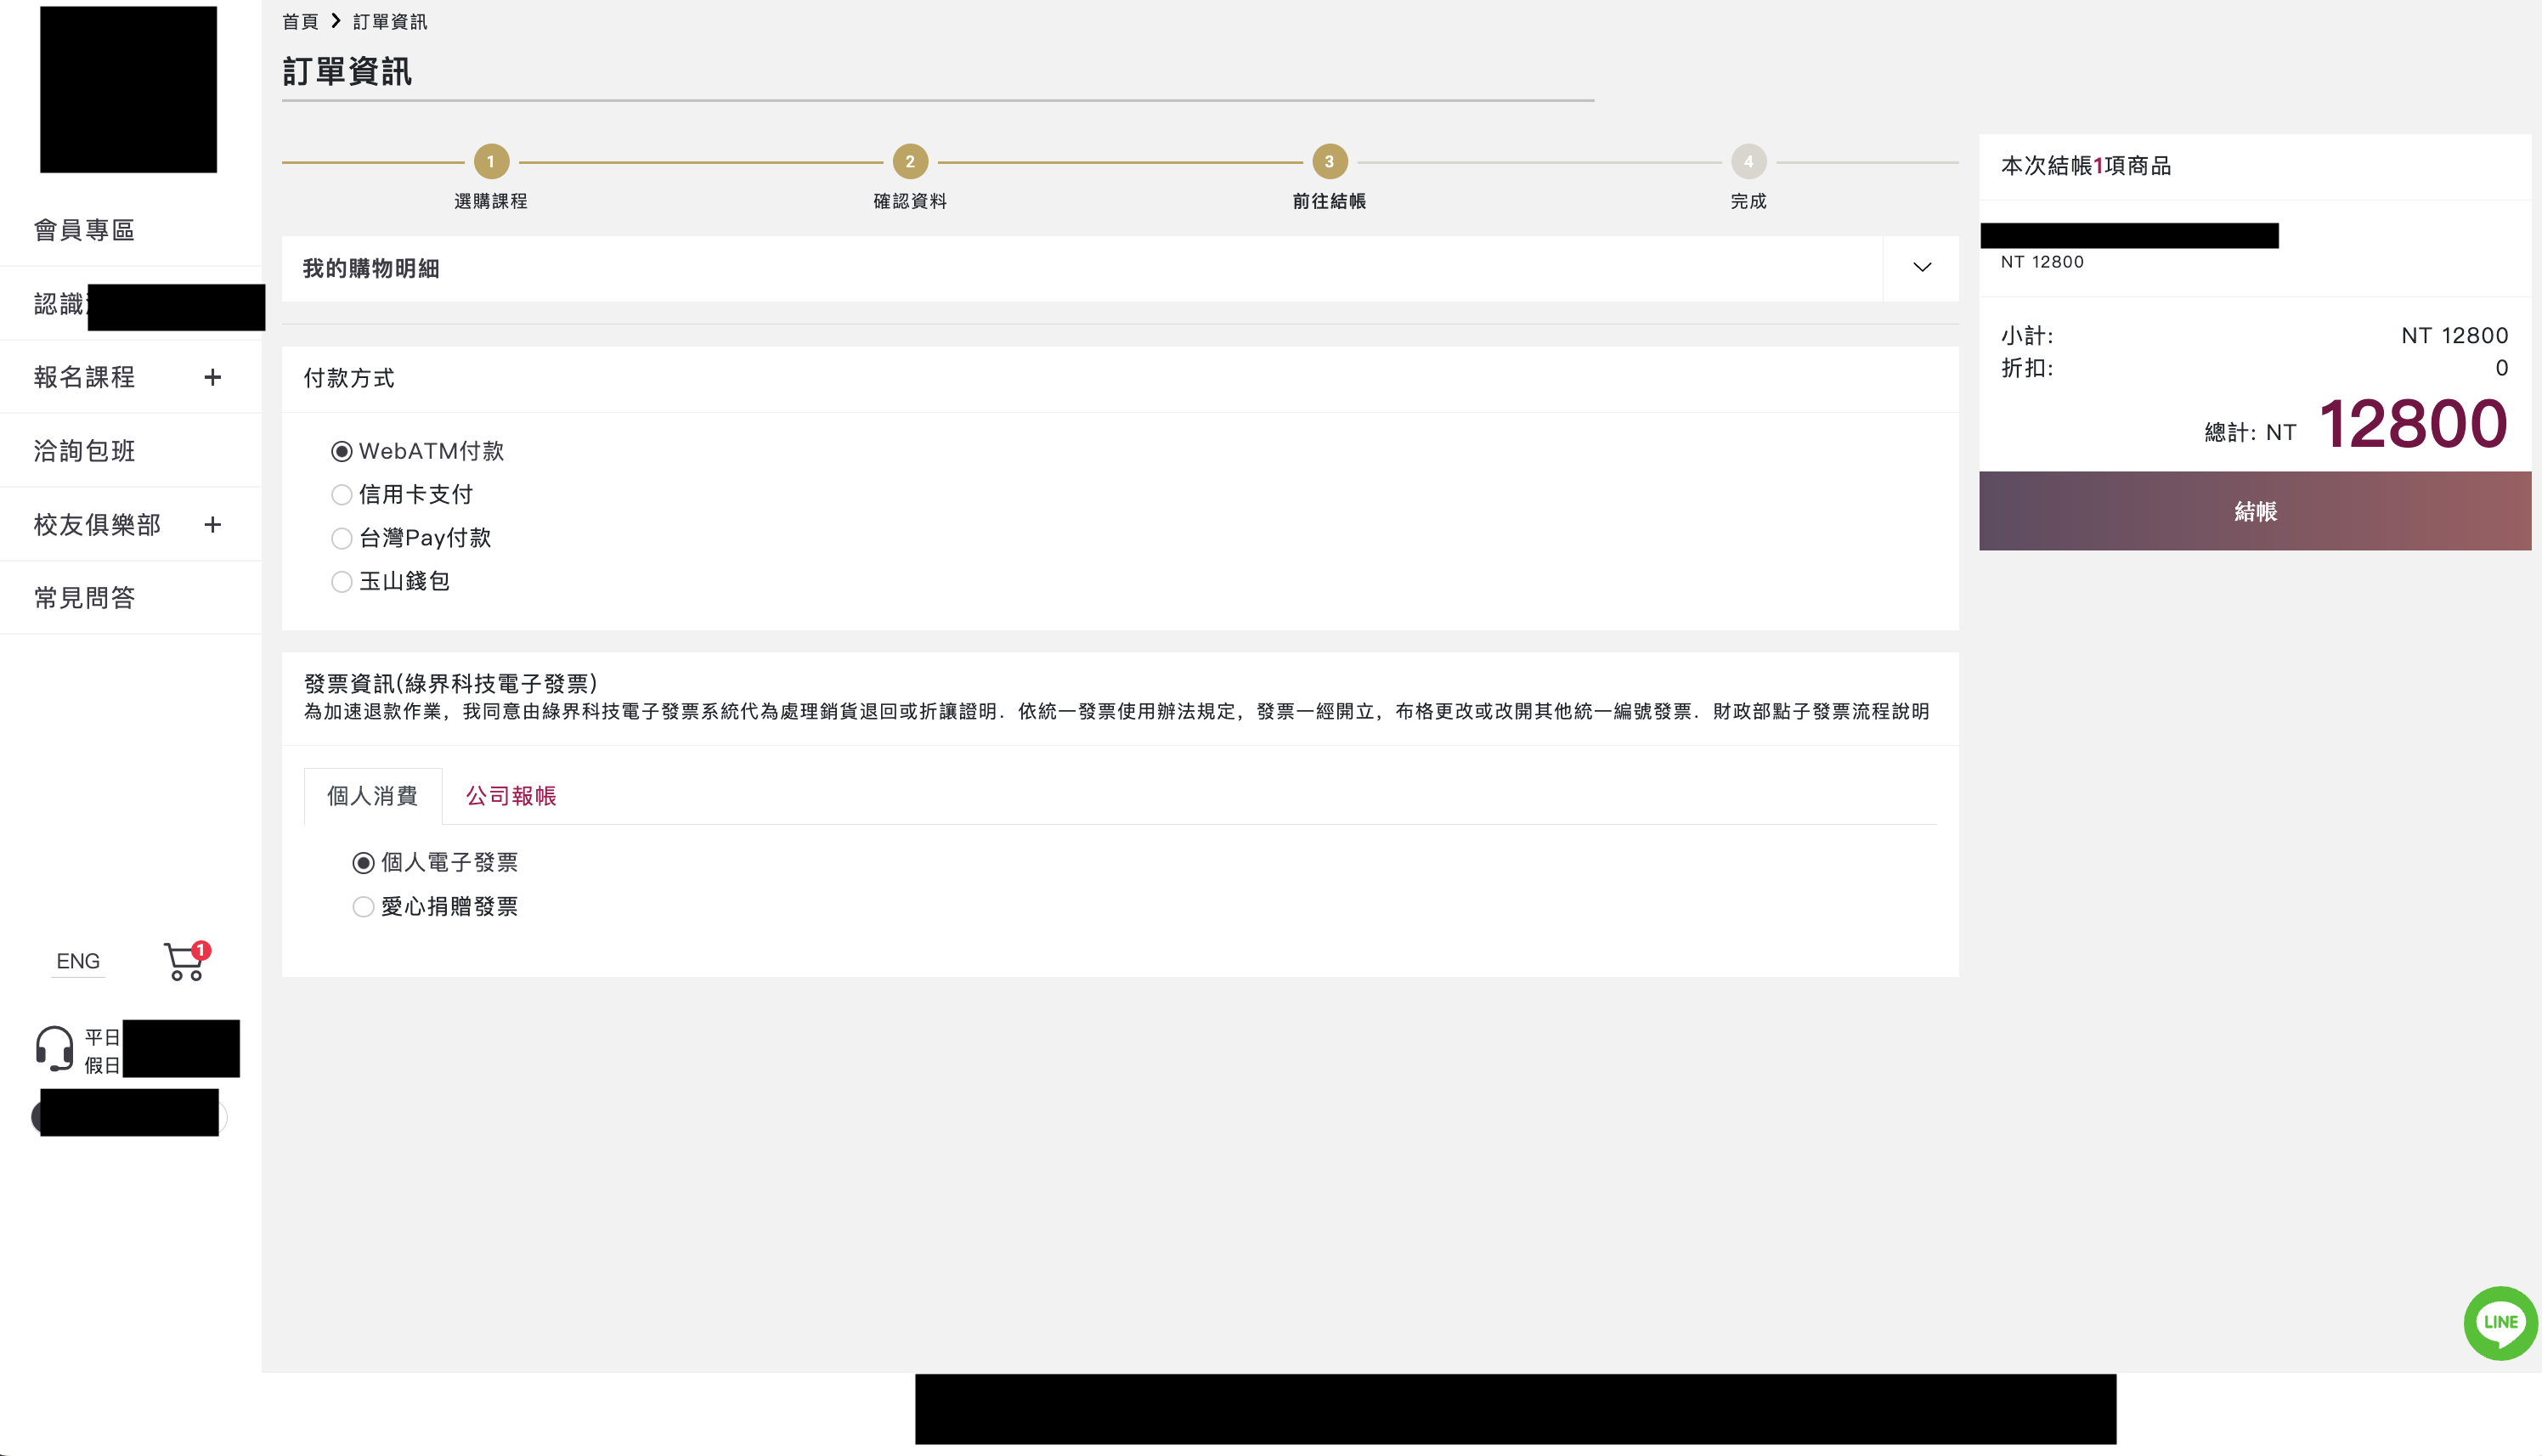 首頁 > 訂單資訊
訂單資訊
1
選購課程
2
確認資料
3
前往結帳
4
完成
會員專區
認識
報名課程 +
洽詢包班
校友俱樂部 +
常見問答
ENG
1
平日
假日
我的購物明細
付款方式
WebATM付款
信用卡支付
台灣Pay付款
玉山錢包
發票資訊(綠界科技電子發票)
為加速退款作業, 我同意由綠界科技電子發票系統代為處理銷貨退回或折讓證明. 依統一發票使用辦法規定, 發票一經開立, 布格更改或改開其他統一編號發票. 財政部點子發票流程說明
個人消費
公司報帳
個人電子發票
愛心捐贈發票
本次結帳1項商品
NT 12800
小計: NT 12800
折扣: 0
總計: NT 12800
結帳
LINE